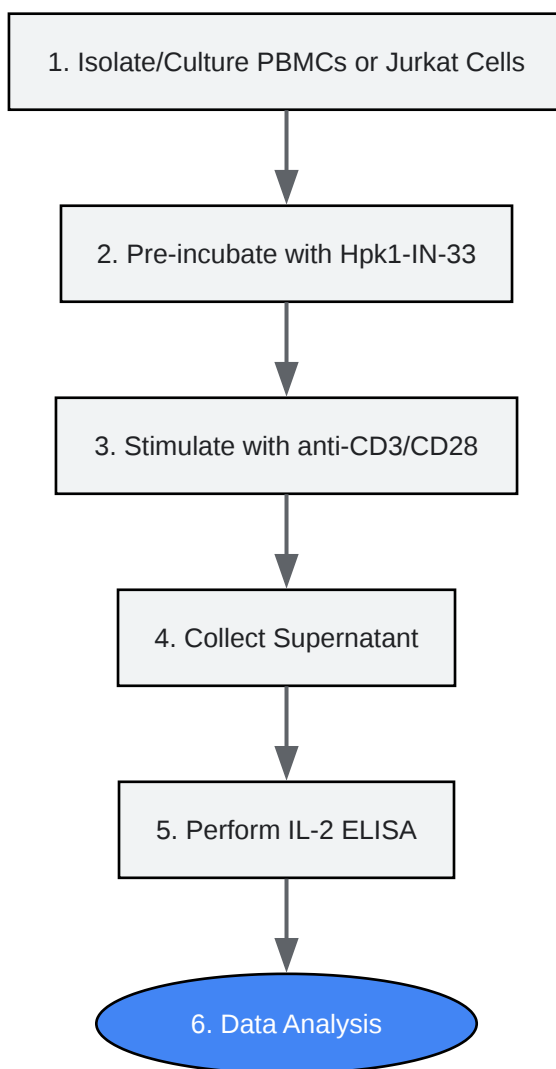 1. Isolate/Culture PBMCs or Jurkat Cells
2. Pre-incubate with Hpk1-IN-33
3. Stimulate with anti-CD3/CD28
4. Collect Supernatant
5. Perform IL-2 ELISA
6. Data Analysis